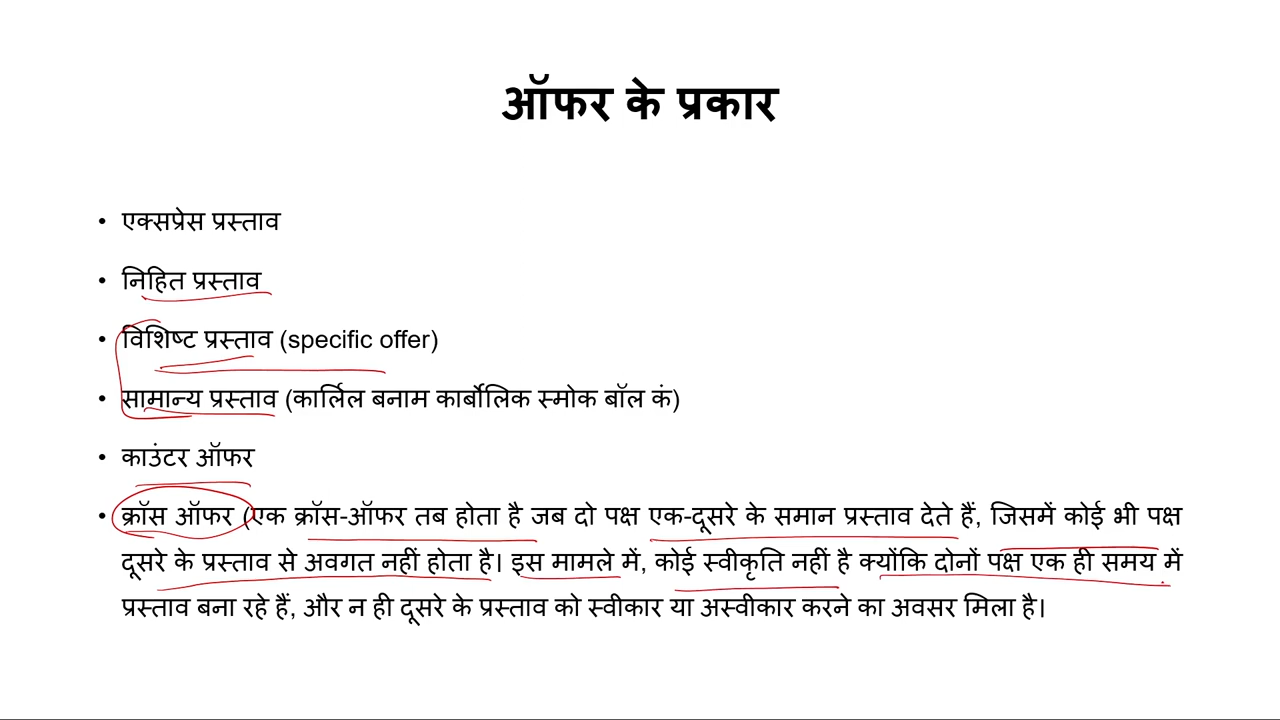 ऑफर के प्रकार
• एक्सप्रेस प्रस्ताव
• निहित प्रस्ताव
• विशिष्ट प्रस्ताव (specific offer)
• सामान्य प्रस्ताव (कार्लिल बनाम कार्बोलिक स्मोक बॉल कं)
• काउंटर ऑफर
• क्रॉस ऑफर (एक क्रॉस-ऑफर तब होता है जब दो पक्ष एक-दूसरे के समान प्रस्ताव देते हैं, जिसमें कोई भी पक्ष
दूसरे के प्रस्ताव से अवगत नहीं होता है। इस मामले में, कोई स्वीकृति नहीं है क्योंकि दोनों पक्ष एक ही समय में
प्रस्ताव बना रहे हैं, और न ही दूसरे के प्रस्ताव को स्वीकार या अस्वीकार करने का अवसर मिला है।